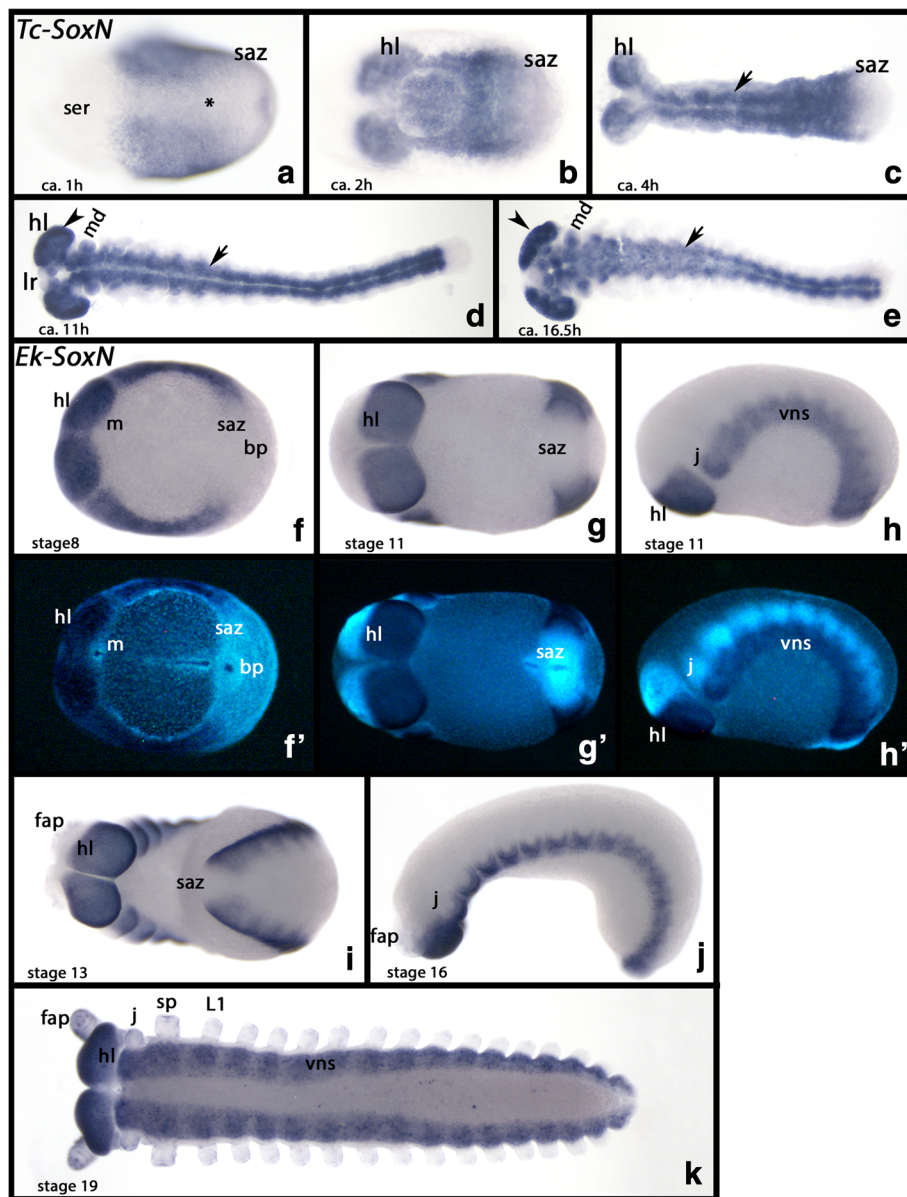 Tc-SoxN
saz
ser
*
ca. 1h
a
hl
saz
ca. 2h
b
hl
saz
ca. 4h
c
hl
md
lr
ca. 11h
d
md
ca. 16.5h
e
Ek-SoxN
hl
m
saz
bp
stage8
f
hl
saz
stage 11
g
vns
j
hl
stage 11
h
hl
m
saz
bp
f'
hl
saz
g'
vns
j
hl
h'
fap
hl
saz
stage 13
i
j
fap
stage 16
j
fap
j
sp
L1
hl
vns
stage 19
k